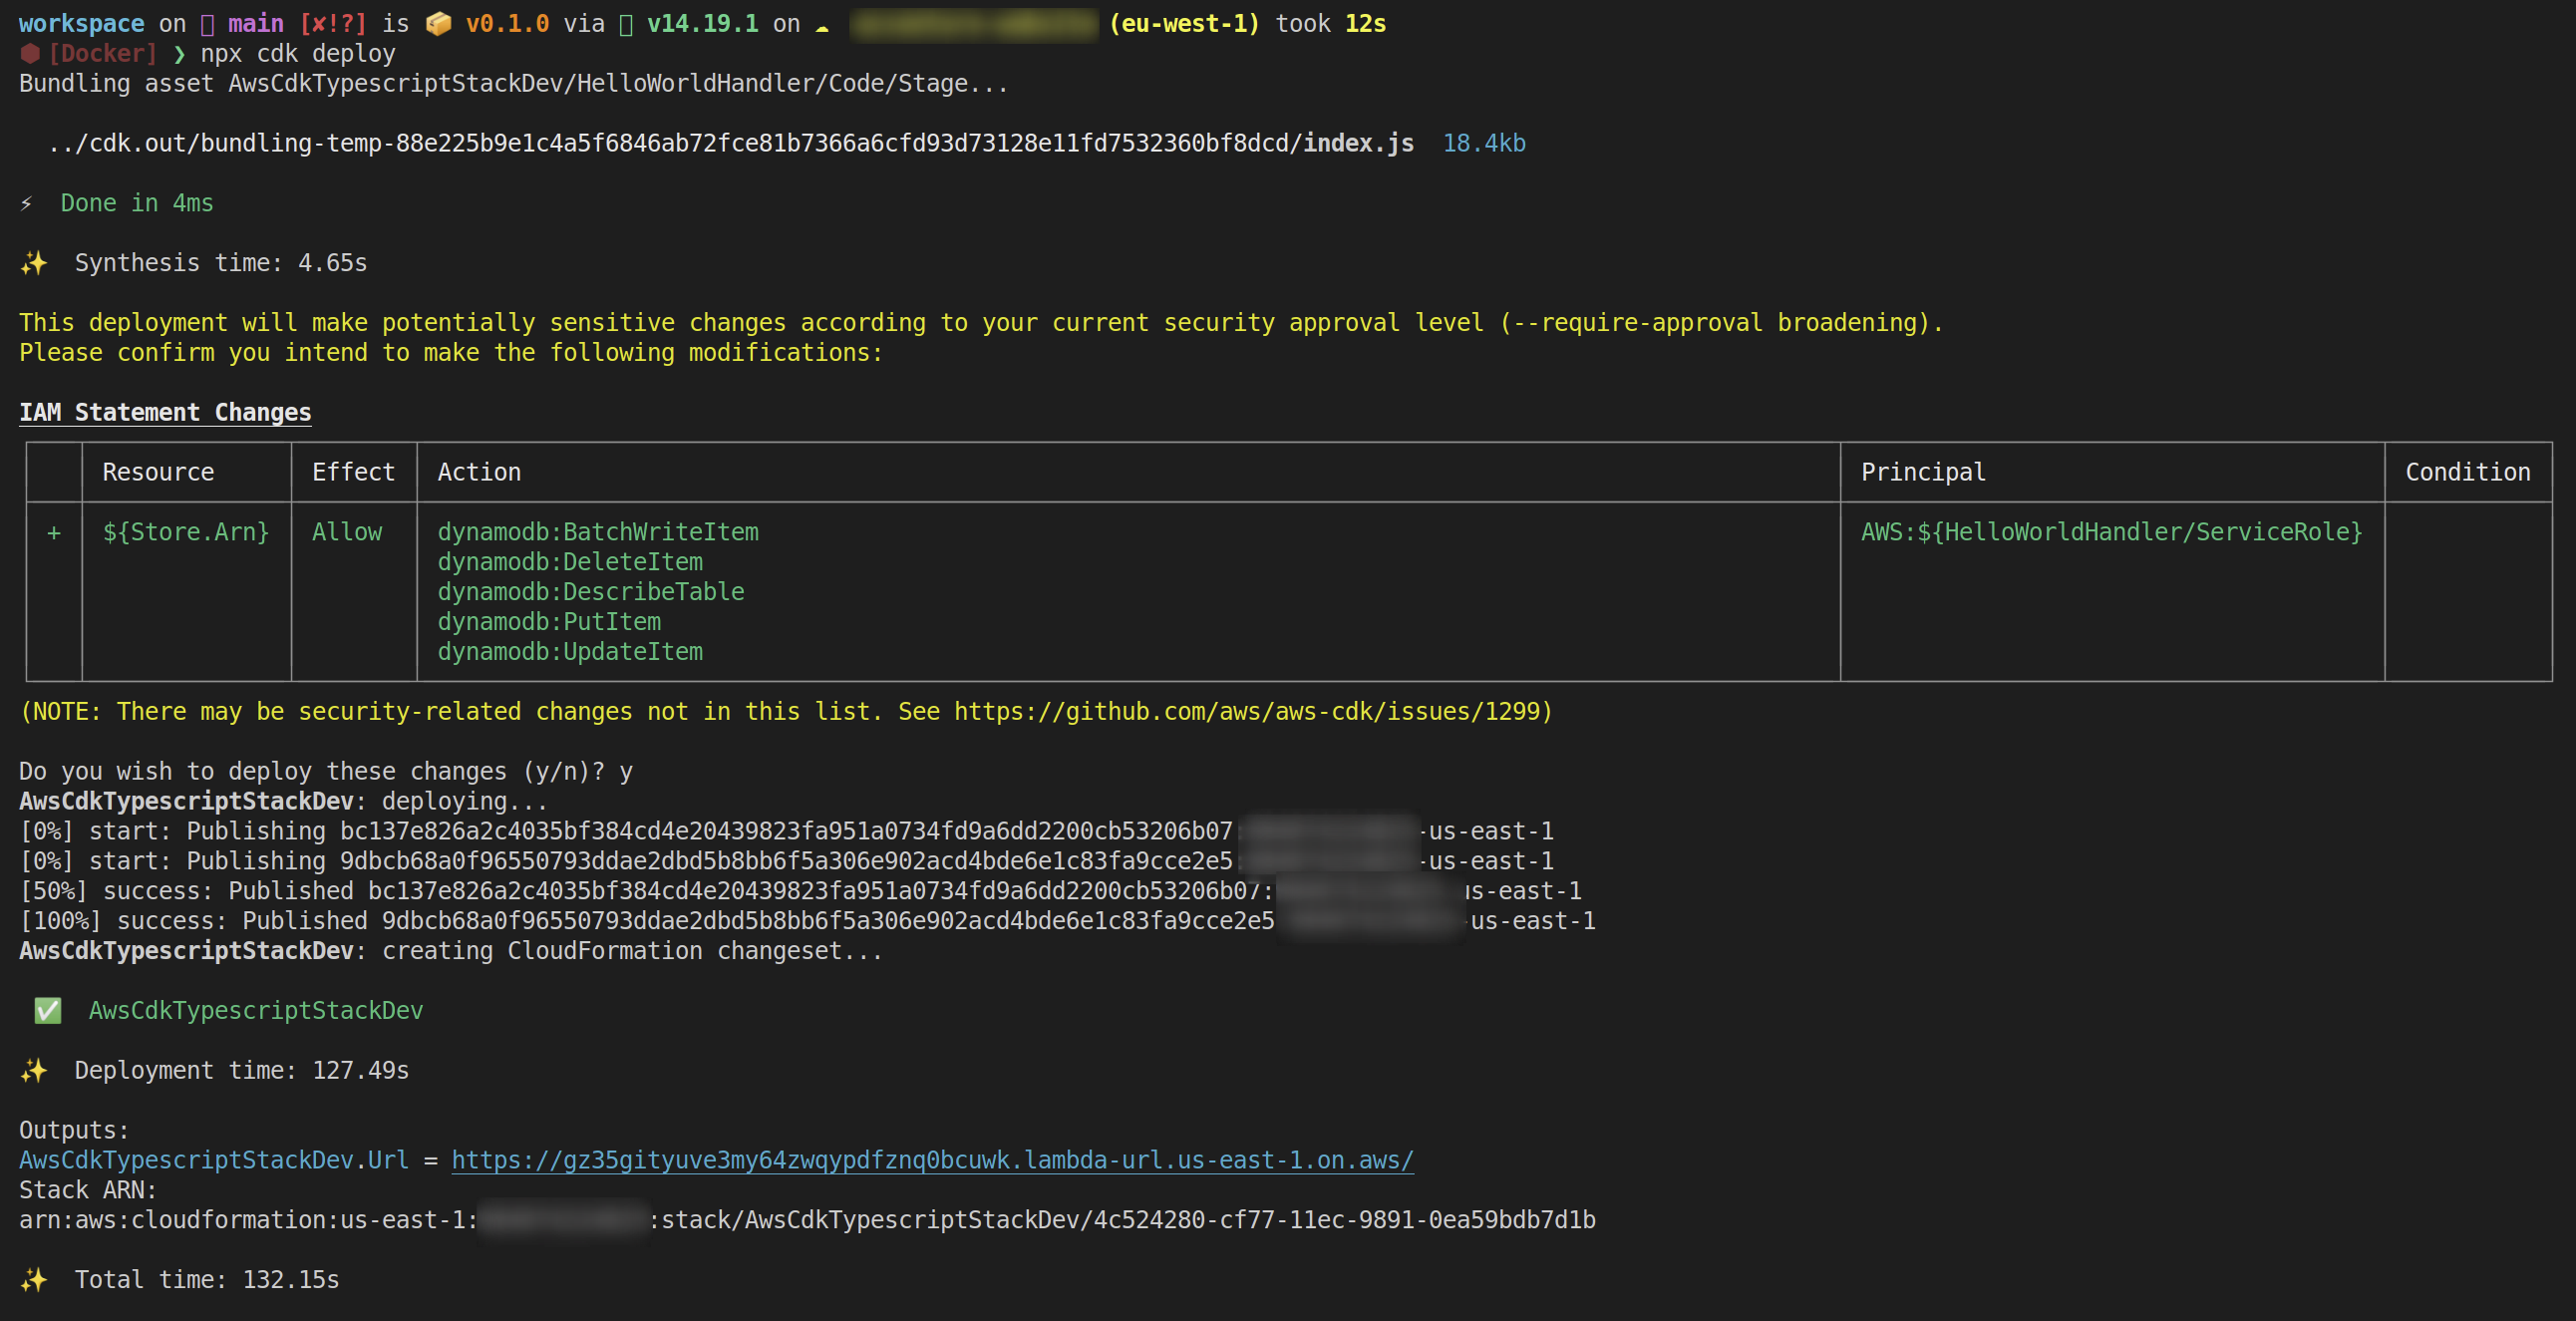 workspace on main [✘!?] is 📦 v0.1.0 via v14.19.1 on ☁ (eu-west-1) took 12s
⬢ [Docker] ❯ npx cdk deploy
Bundling asset AwsCdkTypescriptStackDev/HelloWorldHandler/Code/Stage...
../cdk.out/bundling-temp-88e225b9e1c4a5f6846ab72fce81b7366a6cfd93d73128e11fd7532360bf8dcd/index.js 18.4kb
⚡ Done in 4ms
✨ Synthesis time: 4.65s
This deployment will make potentially sensitive changes according to your current security approval level (--require-approval broadening).
Please confirm you intend to make the following modifications:
IAM Statement Changes
Resource Effect Action Principal Condition
+ ${Store.Arn} Allow dynamodb:BatchWriteItem AWS:${HelloWorldHandler/ServiceRole}
dynamodb:DeleteItem
dynamodb:DescribeTable
dynamodb:PutItem
dynamodb:UpdateItem
(NOTE: There may be security-related changes not in this list. See https://github.com/aws/aws-cdk/issues/1299)
Do you wish to deploy these changes (y/n)? y
AwsCdkTypescriptStackDev: deploying...
[0%] start: Publishing bc137e826a2c4035bf384cd4e20439823fa951a0734fd9a6dd2200cb53206b07: -us-east-1
[0%] start: Publishing 9dbcb68a0f96550793ddae2dbd5b8bb6f5a306e902acd4bde6e1c83fa9cce2e5: -us-east-1
[50%] success: Published bc137e826a2c4035bf384cd4e20439823fa951a0734fd9a6dd2200cb53206b07: us-east-1
[100%] success: Published 9dbcb68a0f96550793ddae2dbd5b8bb6f5a306e902acd4bde6e1c83fa9cce2e5 -us-east-1
AwsCdkTypescriptStackDev: creating CloudFormation changeset...
✅ AwsCdkTypescriptStackDev
✨ Deployment time: 127.49s
Outputs:
AwsCdkTypescriptStackDev.Url = https://gz35gityuve3my64zwqypdfznq0bcuwk.lambda-url.us-east-1.on.aws/
Stack ARN:
arn:aws:cloudformation:us-east-1: :stack/AwsCdkTypescriptStackDev/4c524280-cf77-11ec-9891-0ea59bdb7d1b
✨ Total time: 132.15s